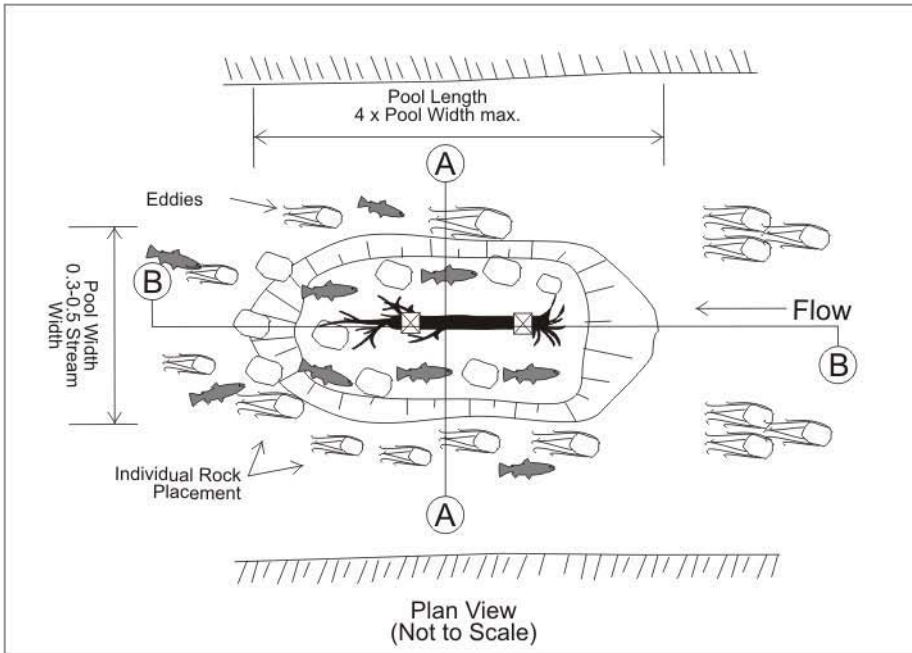 Pool Length
4 x Pool Width max.
A
Eddies
B
Pool Width
0.3-0.5 Stream
Width
Flow
B
Individual Rock
Placement
A
Plan View
(Not to Scale)